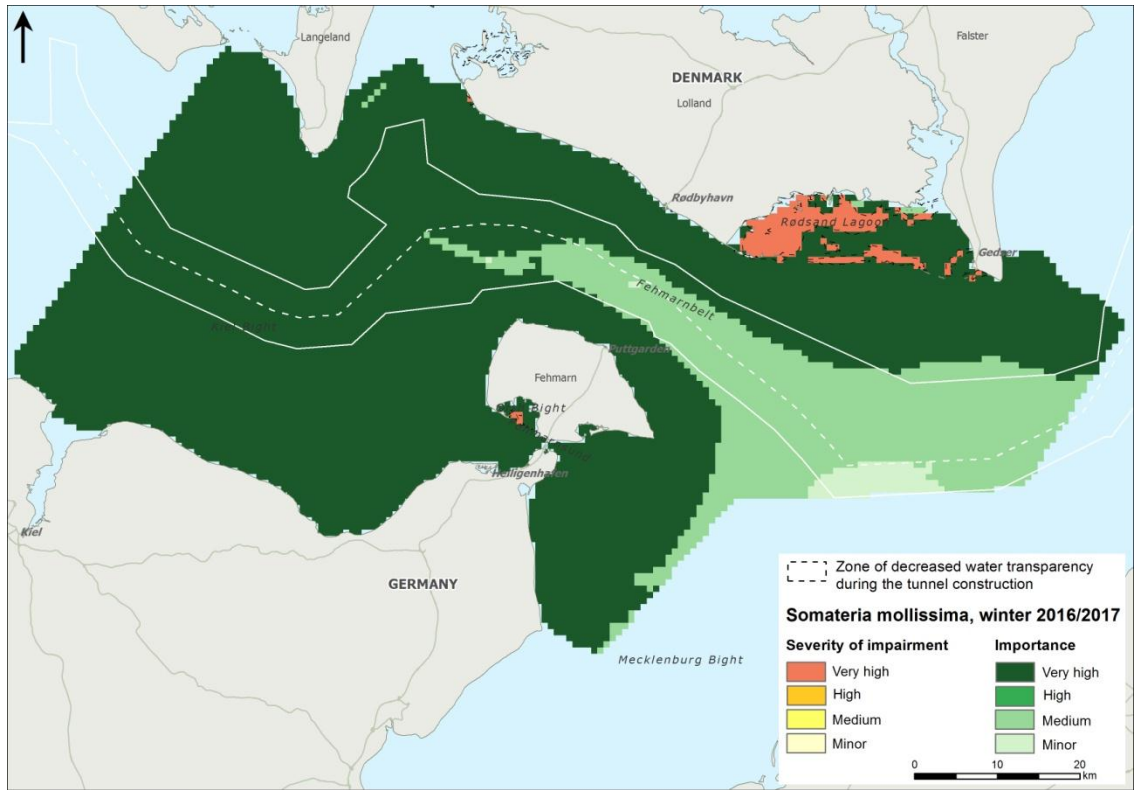 Langeland
Falster
DENMARK
Lolland
Rødbyhavn
Rødsand Lagoon
Gedser
Fehmarnbelt
Kiel Bight
Puttgarden
Fehmarn
Bight
Heiligenhafen
Kiel
GERMANY
Mecklenburg Bight
Zone of decreased water transparency
during the tunnel construction
Somateria mollissima, winter 2016/2017
Severity of impairment
Importance
Very high
Very high
High
High
Medium
Medium
Minor
Minor
0
10
20
km